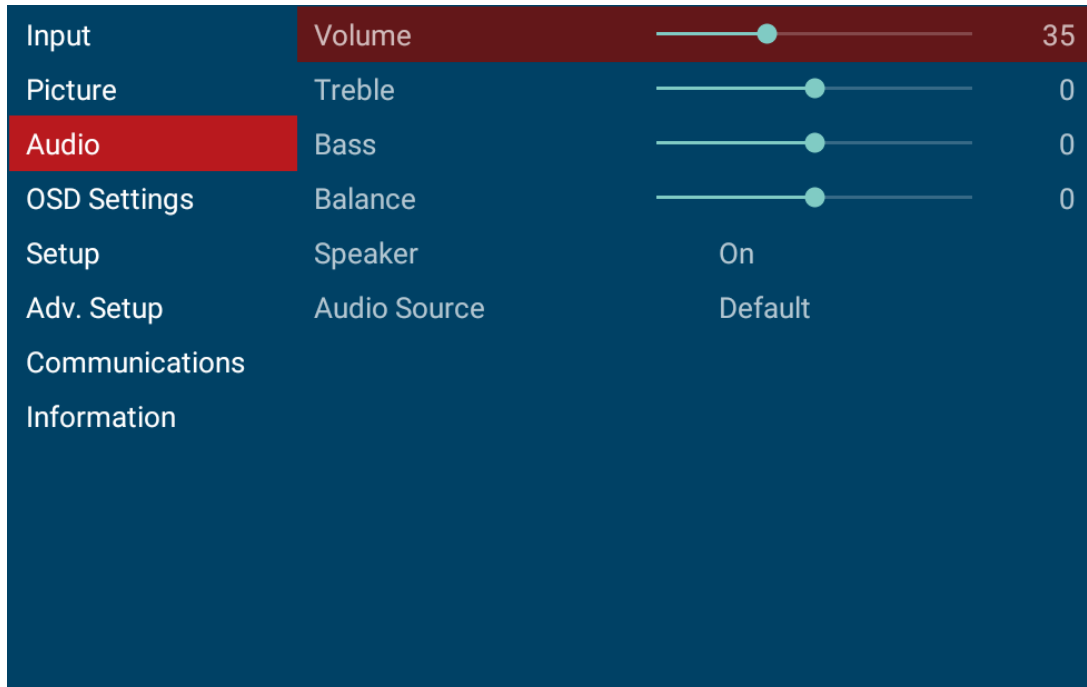 Input Volume 35
Picture Treble 0
Audio Bass 0
OSD Settings Balance 0
Setup Speaker On
Adv. Setup Audio Source Default
Communications
Information